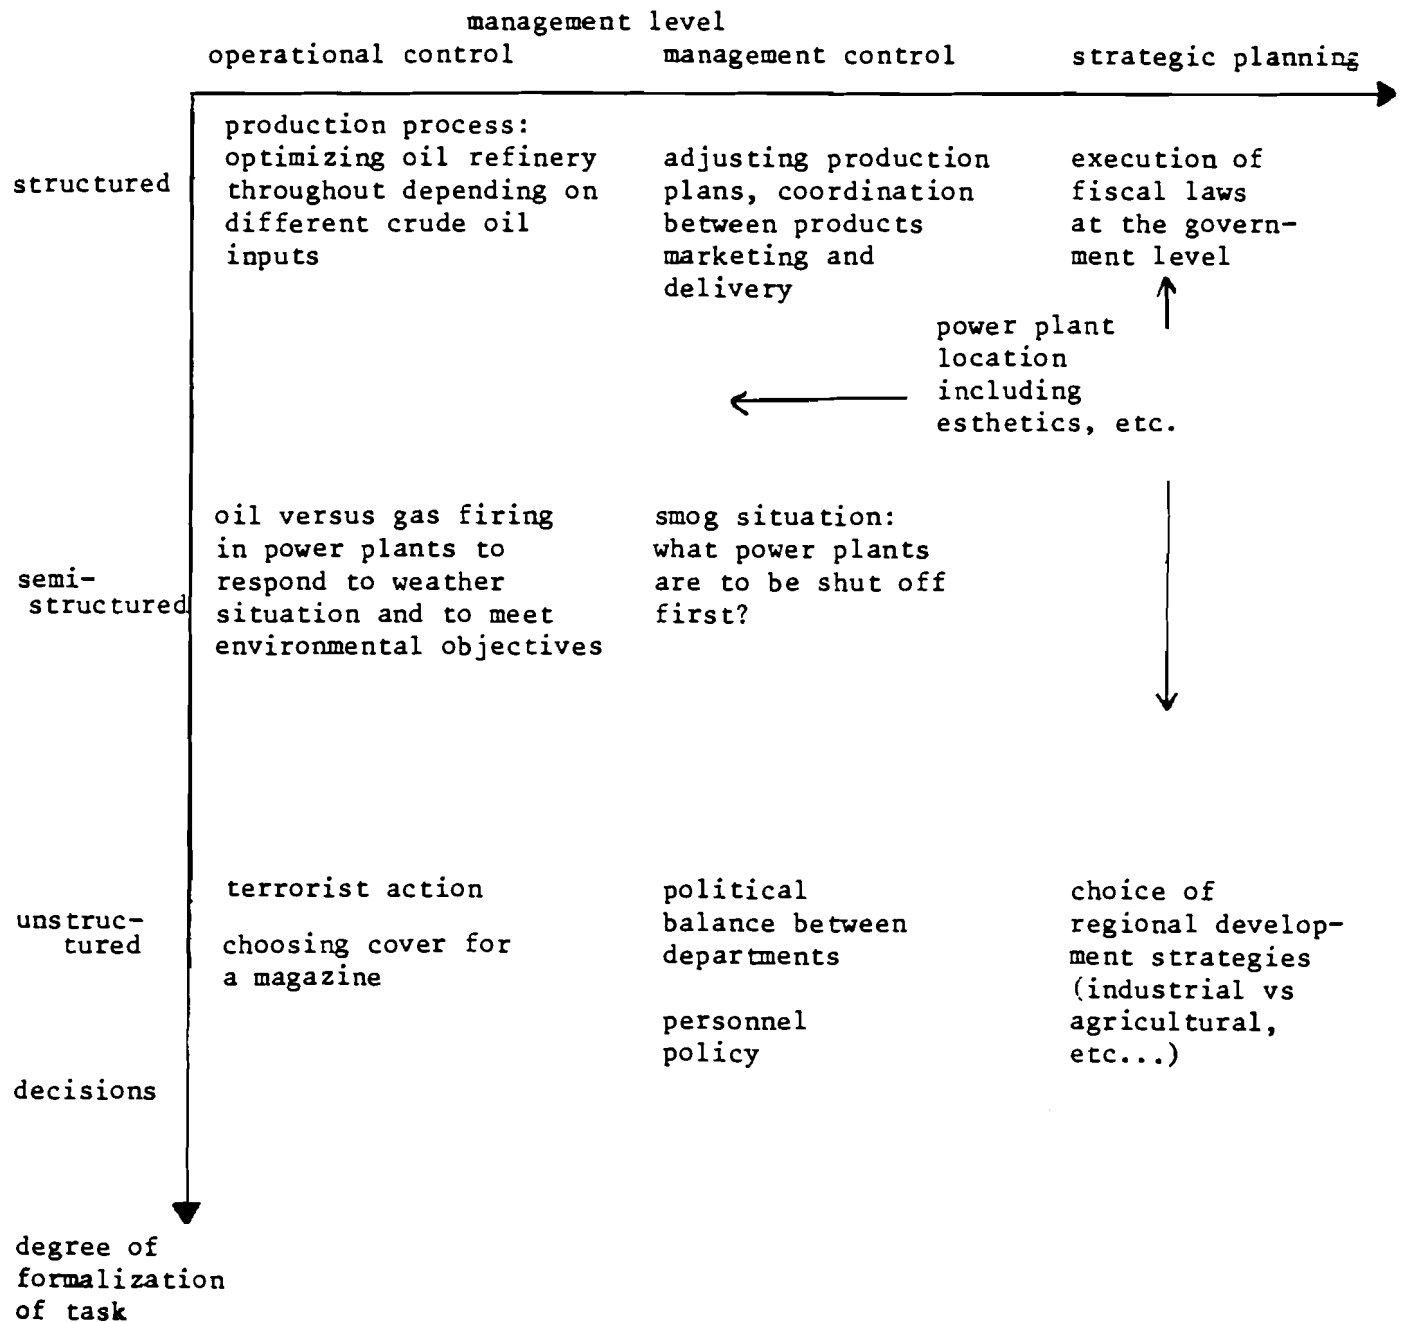 management level
operational control
management control
strategic planning
structured
production process:
optimizing oil refinery
throughout depending on
different crude oil
inputs
adjusting production
plans, coordination
between products
marketing and
delivery
execution of
fiscal laws
at the govern-
ment level
power plant
location
including
esthetics, etc.
semi-
structured
oil versus gas firing
in power plants to
respond to weather
situation and to meet
environmental objectives
smog situation:
what power plants
are to be shut off
first?
unstruc-
tured
terrorist action
choosing cover for
a magazine
political
balance between
departments
personnel
policy
choice of
regional develop-
ment strategies
(industrial vs
agricultural,
etc...)
decisions
degree of
formalization
of task